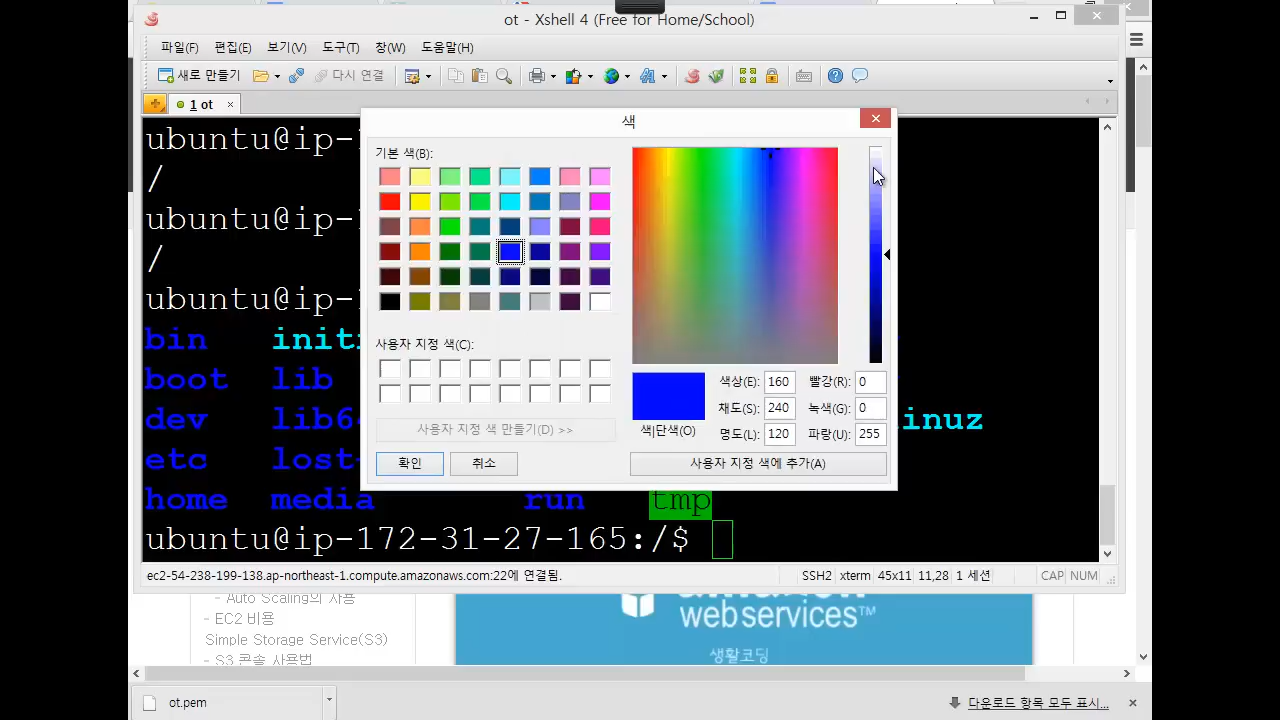 ot - Xshell 4 (Free for Home/School)
파일(F) 편집(E) 보기(V) 도구(T) 창(W) 도움말(H)
새로 만들기 다시 연결
1 ot
색
기본 색(B):
사용자 지정 색(C):
사용자 지정 색 만들기(D) >>
확인 취소
색상(E): 160 빨강(R): 0
채도(S): 240 녹색(G): 0
색|단색(O) 명도(L): 120 파랑(U): 255
사용자 지정 색에 추가(A)
ubuntu@ip-1
/
ubuntu@ip-1
/
ubuntu@ip-1
bin
boot lib
dev
etc
home media run tmp
ubuntu@ip-172-31-27-165:/$
ec2-54-238-199-138.ap-northeast-1.compute.amazonaws.com:22에 연결됨. SSH2 xterm 45x11 11,28 1 세션 CAP NUM
- Auto Scaling의 사용
- EC2 비용
Simple Storage Service(S3)
- S3 콘솔 사용법
webservices™
생활코딩
ot.pem 다운로드 항목 모두 표시...